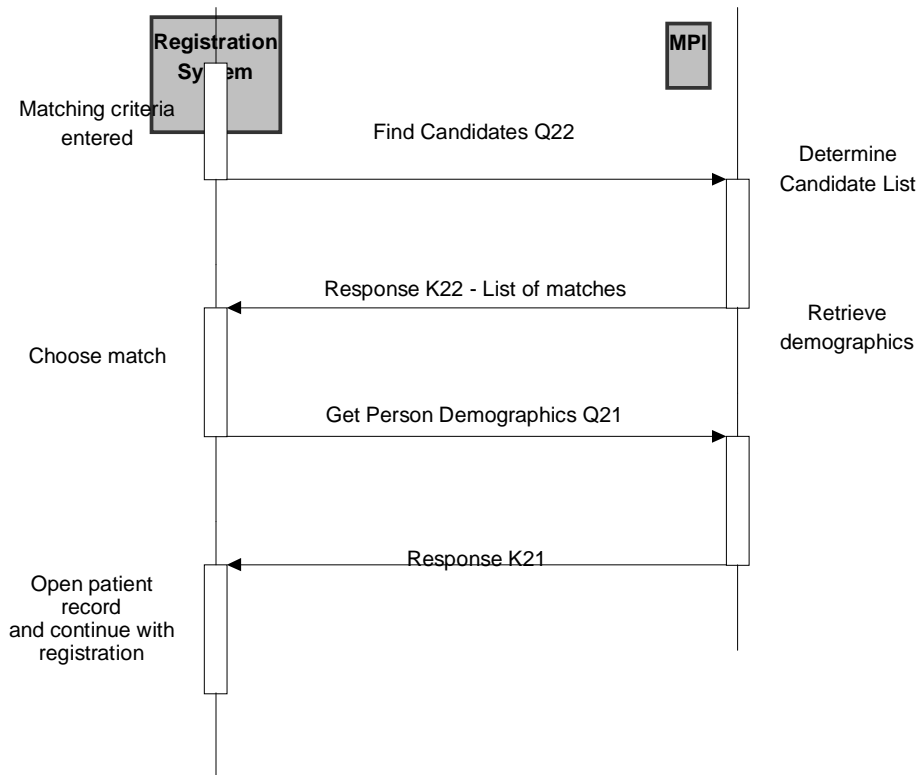 Registration
System
MPI
Matching criteria
entered
Find Candidates Q22
Determine
Candidate List
Response K22 - List of matches
Retrieve
demographics
Choose match
Get Person Demographics Q21
Response K21
Open patient
record
and continue with
registration